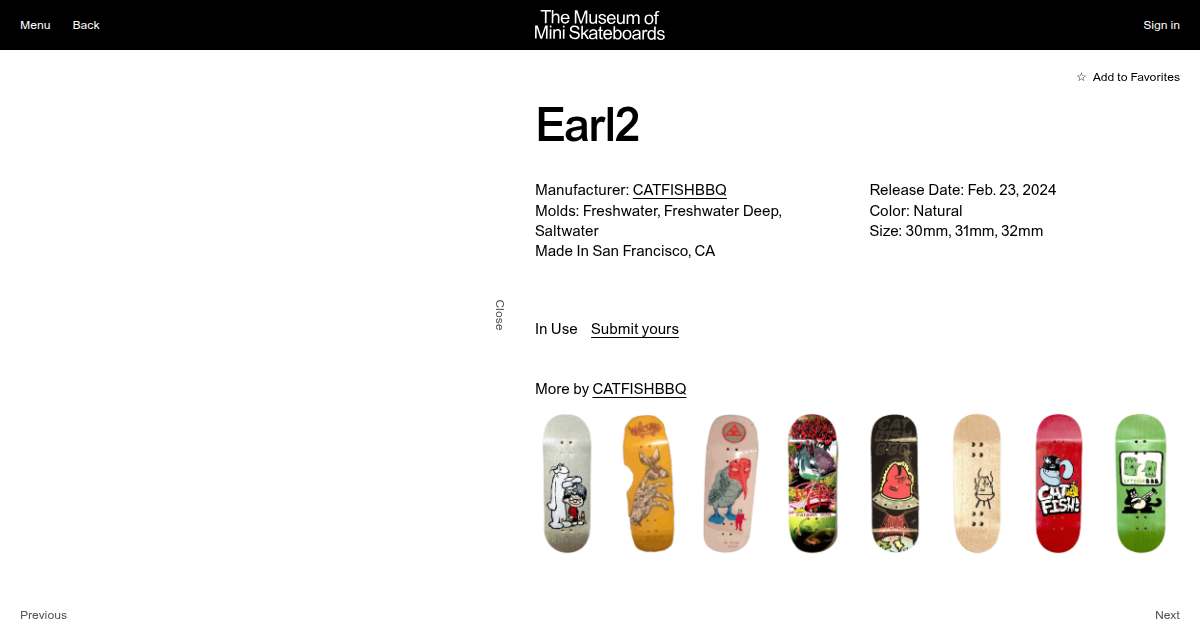 Menu
Back
The Museum of
Mini Skateboards
Sign in
☆ Add to Favorites
Earl2
Manufacturer: CATFISHBBQ
Molds: Freshwater, Freshwater Deep,
Saltwater
Made In San Francisco, CA
Release Date: Feb. 23, 2024
Color: Natural
Size: 30mm, 31mm, 32mm
Close
In Use
Submit yours
More by CATFISHBBQ
CAT
FISH
Previous
Next